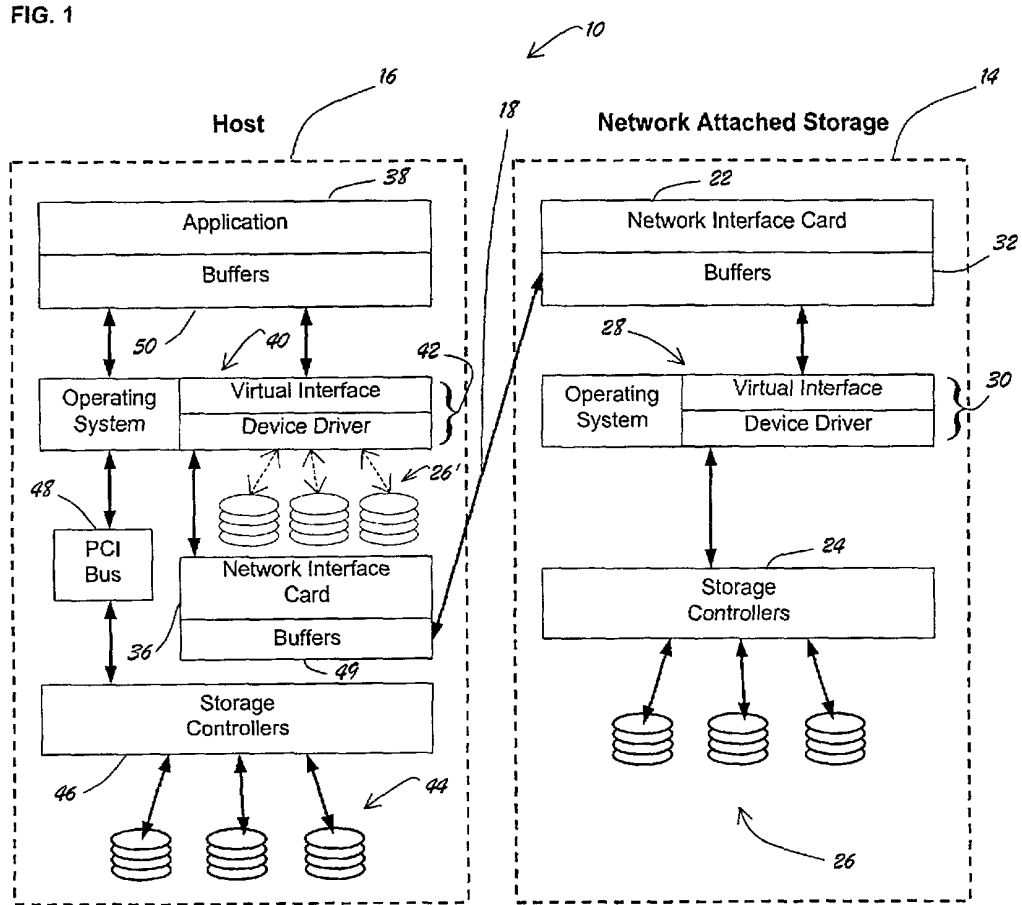 FIG. 1
10
16
18
14
Host
Network Attached Storage
38
Application
Buffers
50
40
42
Operating
System
Virtual Interface
Device Driver
26'
48
PCI
Bus
Network Interface
Card
Buffers
36
49
Storage
Controllers
46
44
22
Network Interface Card
Buffers
32
28
30
Operating
System
Virtual Interface
Device Driver
24
Storage
Controllers
26